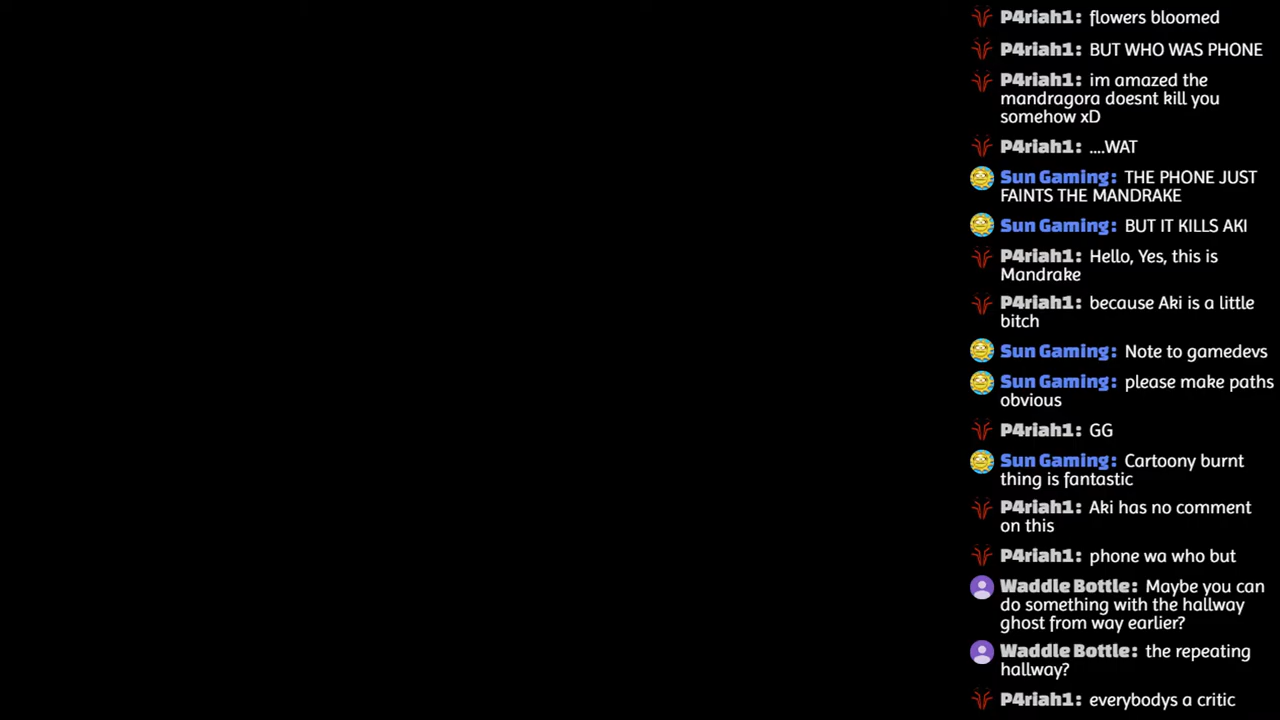 P4riah1: flowers bloomed
P4riah1: BUT WHO WAS PHONE
P4riah1: im amazed the
mandragora doesnt kill you
somehow xD
P4riah1: ....WAT
Sun Gaming: THE PHONE JUST
FAINTS THE MANDRAKE
Sun Gaming: BUT IT KILLS AKI
P4riah1: Hello, Yes, this is
Mandrake
P4riah1: because Aki is a little
bitch
Sun Gaming: Note to gamedevs
Sun Gaming: please make paths
obvious
P4riah1: GG
Sun Gaming: Cartoony burnt
thing is fantastic
P4riah1: Aki has no comment
on this
P4riah1: phone wa who but
Waddle Bottle: Maybe you can
do something with the hallway
ghost from way earlier?
Waddle Bottle: the repeating
hallway?
P4riah1: everybodys a critic